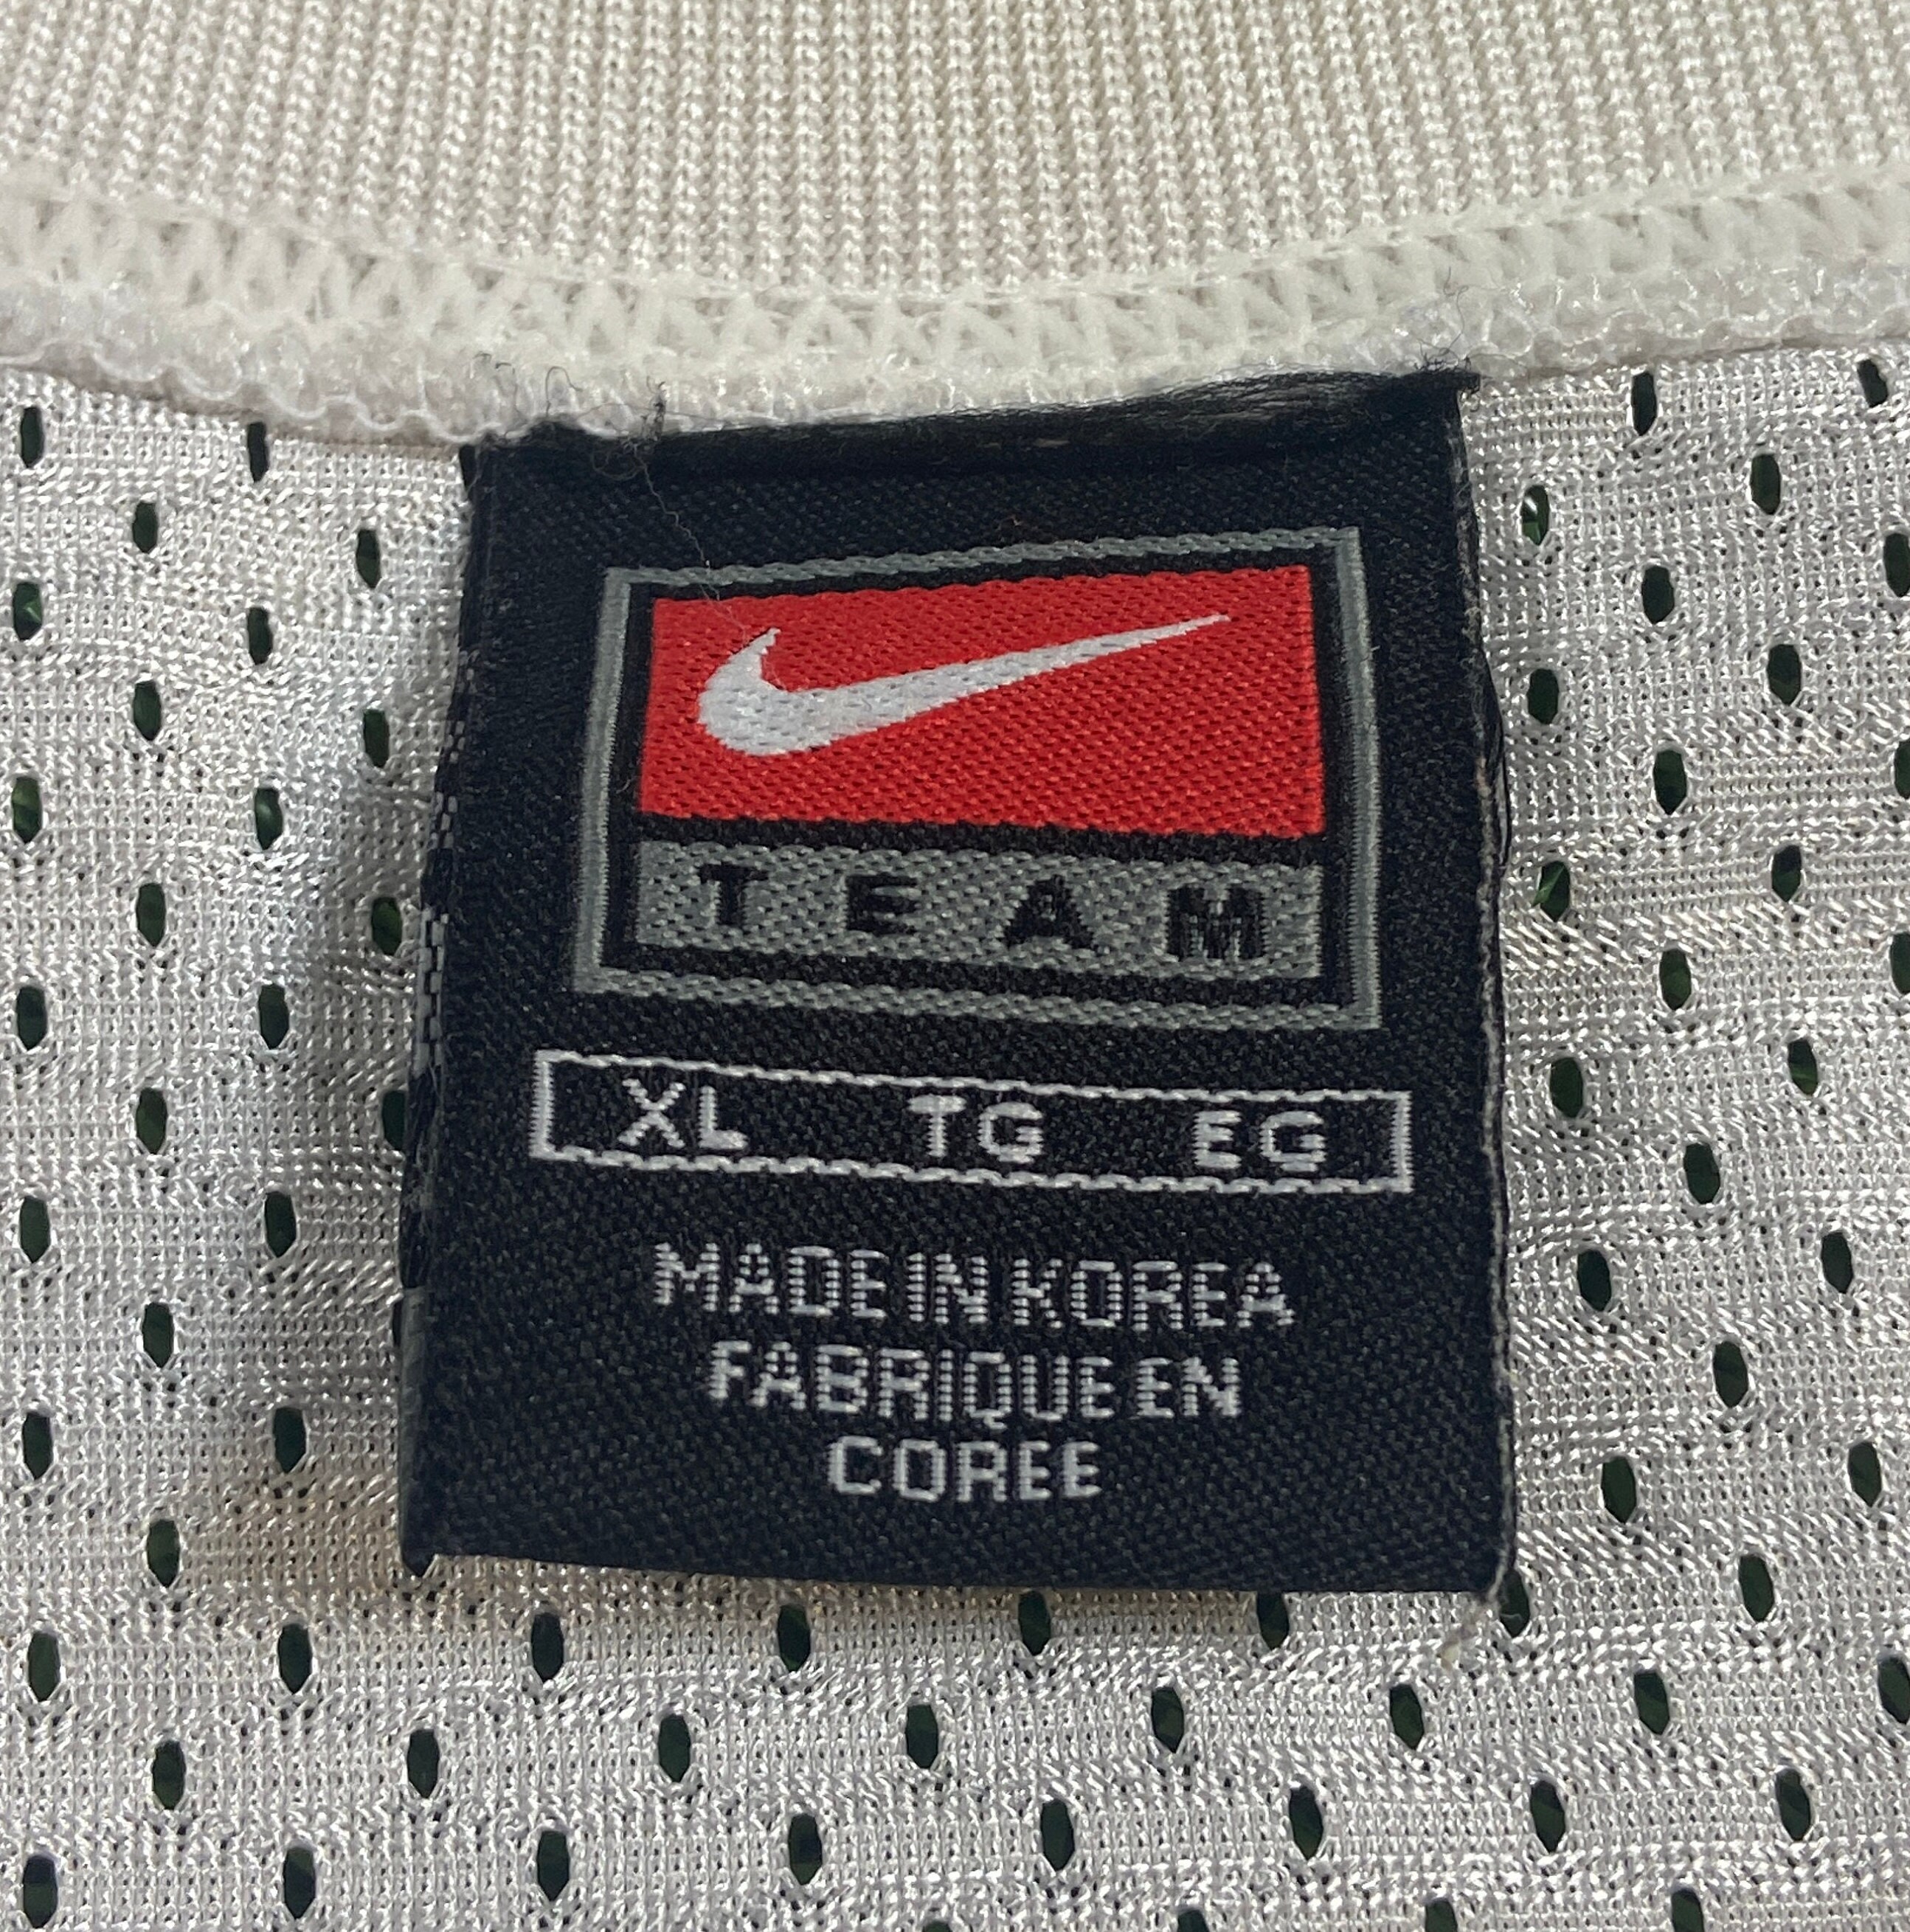 TEAM
XL TG EG
MADE IN KOREA
FABRIQUE EN
COREE